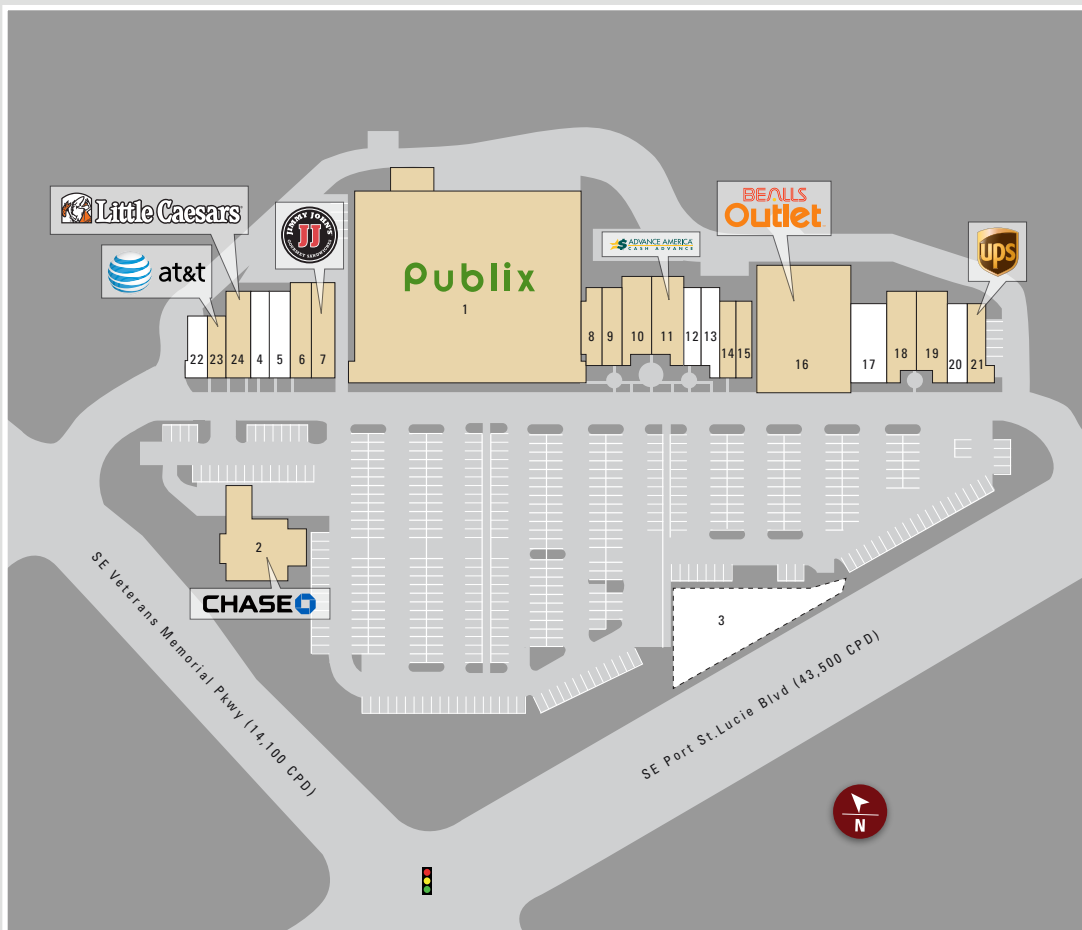 BEALLS
Outlet
Little Caesars
JIMMY JOHN'S
JJ
GOURMET SANDWICHES
ADVANCE AMERICA
CASH ADVANCE
ups
at&t
Publix
1
22
23
24
4
5
6
7
8
9
10
11
12
13
14
15
16
17
18
19
20
21
2
CHASE
3
SE Veterans Memorial Pkwy (14,100 CPD)
SE Port St.Lucie Blvd (43,500 CPD)
N